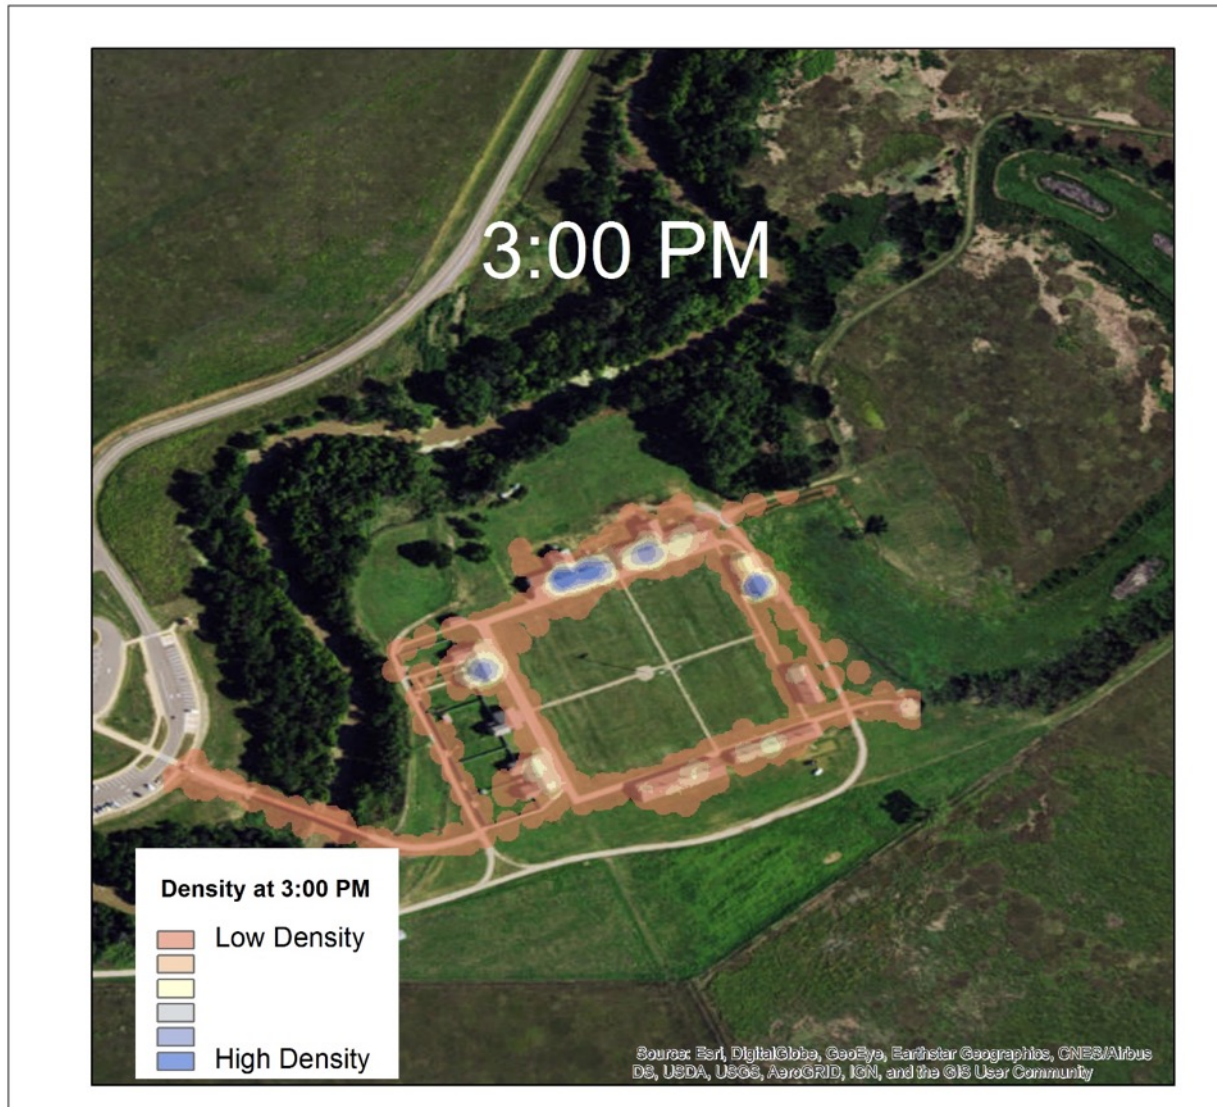 3:00 PM
Density at 3:00 PM
Low Density
High Density
Source: Esri, DigitalGlobe, GeoEye, Earthstar Geographics, CNES/Airbus
DS, USDA, USGS, AeroGRID, IGN, and the GIS User Community